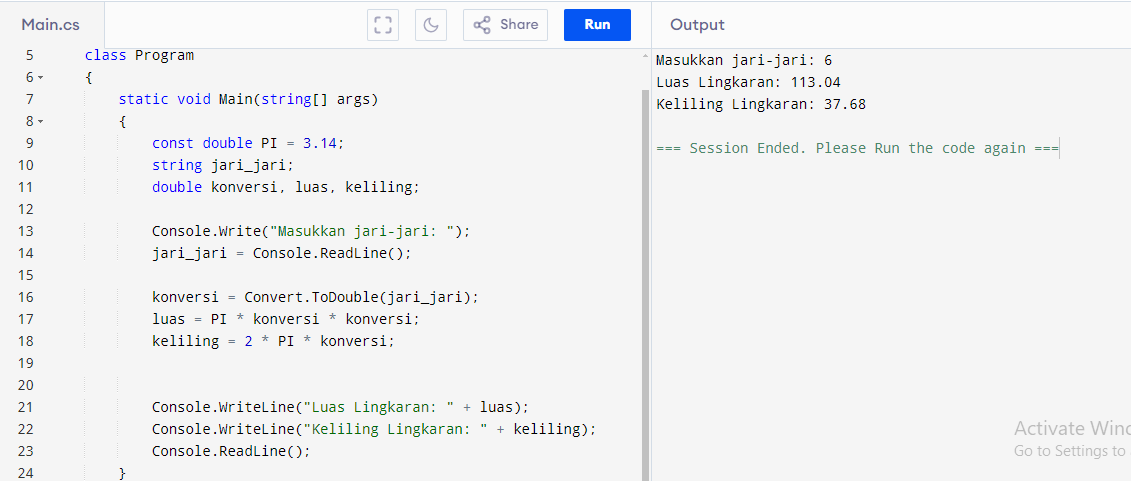 Main.cs
Share
Run
Output
5 class Program
6 {
7 static void Main(string[] args)
8 {
9 const double PI = 3.14;
10 string jari_jari;
11 double konversi, luas, keliling;
12
13 Console.Write("Masukkan jari-jari: ");
14 jari_jari = Console.ReadLine();
15
16 konversi = Convert.ToDouble(jari_jari);
17 luas = PI * konversi * konversi;
18 keliling = 2 * PI * konversi;
19
20
21 Console.WriteLine("Luas Lingkaran: " + luas);
22 Console.WriteLine("Keliling Lingkaran: " + keliling);
23 Console.ReadLine();
24 }
Masukkan jari-jari: 6
Luas Lingkaran: 113.04
Keliling Lingkaran: 37.68
=== Session Ended. Please Run the code again ===
Activate Winc
Go to Settings to